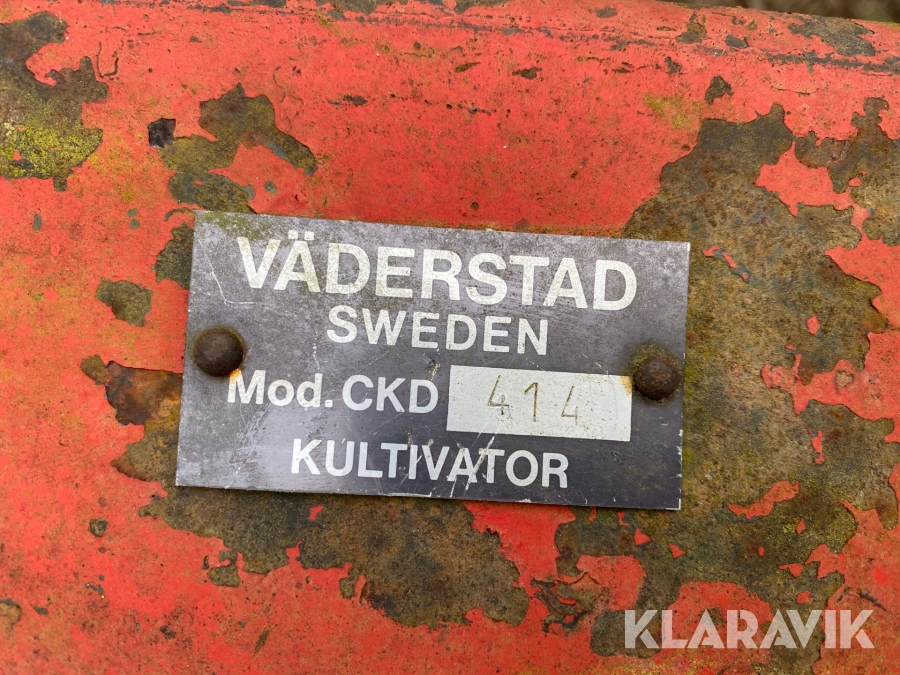 VÄDERSTAD
SWEDEN
Mod. CKD 414
KULTIVATOR
KLARAVIK